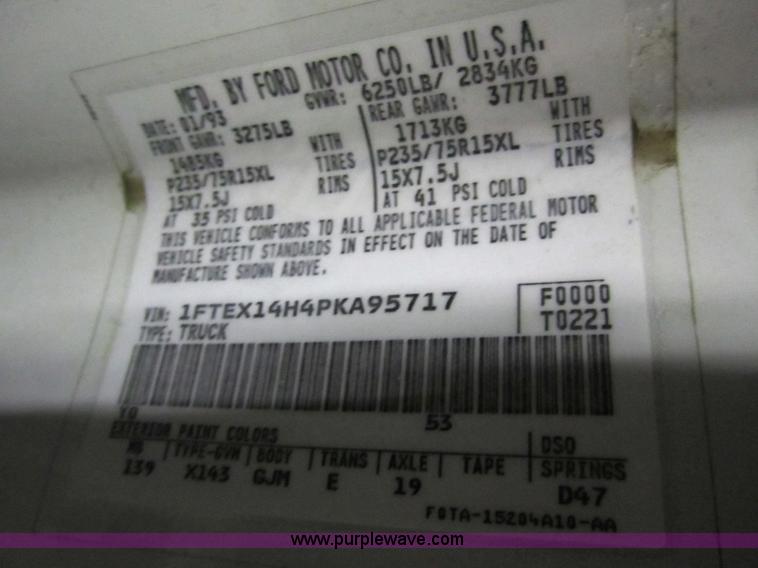 MFD. BY FORD MOTOR CO. IN U.S.A.
DATE: 01/93 GVWR: 6250LB/ 2834KG
FRONT GAWR: 3275LB REAR GAWR: 3777LB
1485KG WITH 1713KG WITH
P235/75R15XL TIRES P235/75R15XL TIRES
15X7.5J RIMS 15X7.5J RIMS
AT 35 PSI COLD AT 41 PSI COLD
THIS VEHICLE CONFORMS TO ALL APPLICABLE FEDERAL MOTOR
VEHICLE SAFETY STANDARDS IN EFFECT ON THE DATE OF
MANUFACTURE SHOWN ABOVE.
VIN: 1FTEX14H4PKA95717 F0000
TYPE: TRUCK T0221
YO 53
EXTERIOR PAINT COLORS DSO
WB TYPE-GVW BODY TRANS AXLE TAPE SPRINGS
139 X143 GJM E 19 D47
F0TA-15204A10-AA
www.purplewave.com